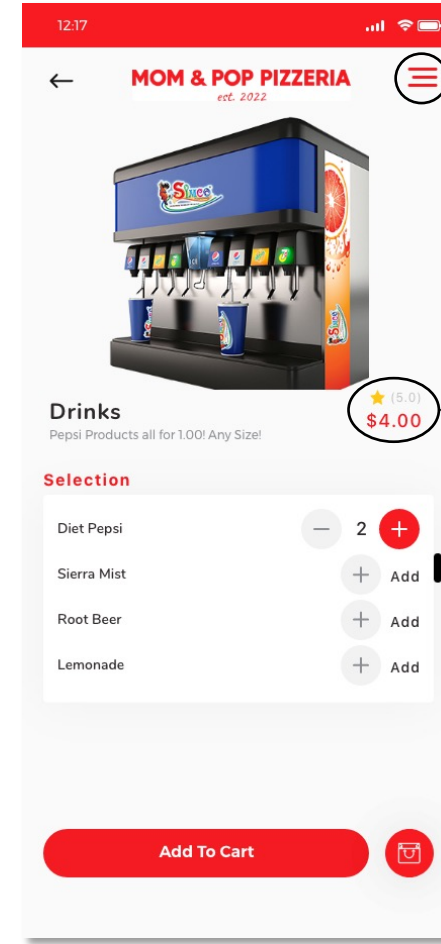 12:17
MOM & POP PIZZERIA
est. 2022
Drinks
(5.0)
$4.00
Pepsi Products all for 1.00! Any Size!
Selection
Diet Pepsi
2
Sierra Mist
Add
Root Beer
Add
Lemonade
Add
Add To Cart